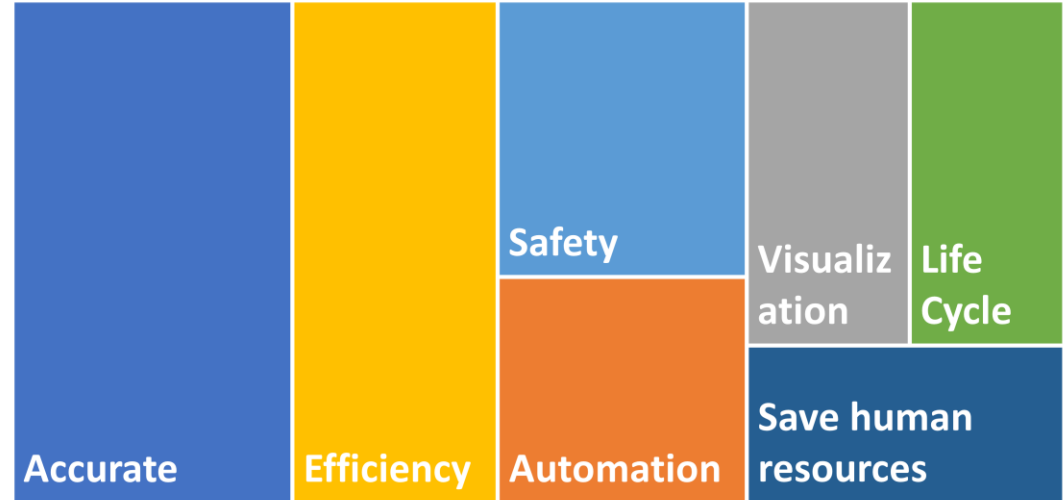 Accurate
Efficiency
Safety
Automation
Visualiz
ation
Life
Cycle
Save human
resources